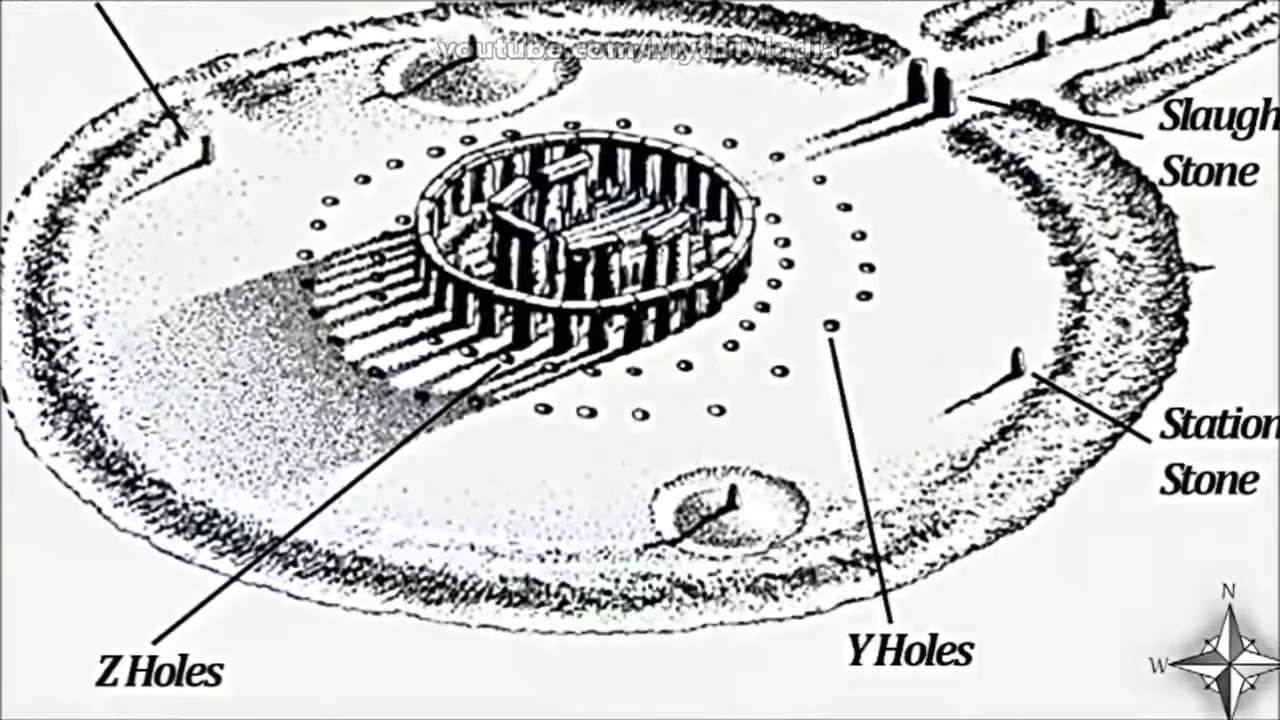 Slaugh
Stone
Station
Stone
Y Holes
Z Holes
N
W